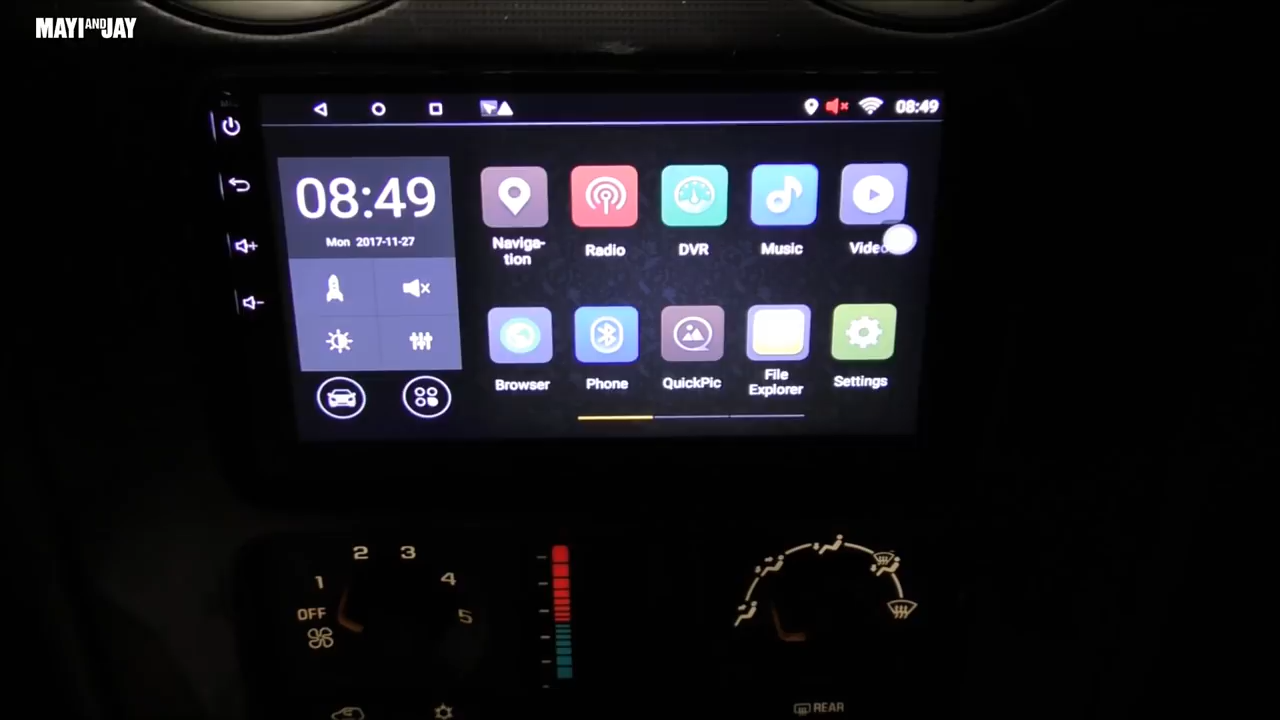 MAYI AND JAY
08:49
08:49
Mon 2017-11-27
Naviga-
tion
Radio
DVR
Music
Video
Browser
Phone
QuickPic
File
Explorer
Settings
2 3
1 4
OFF 5
REAR